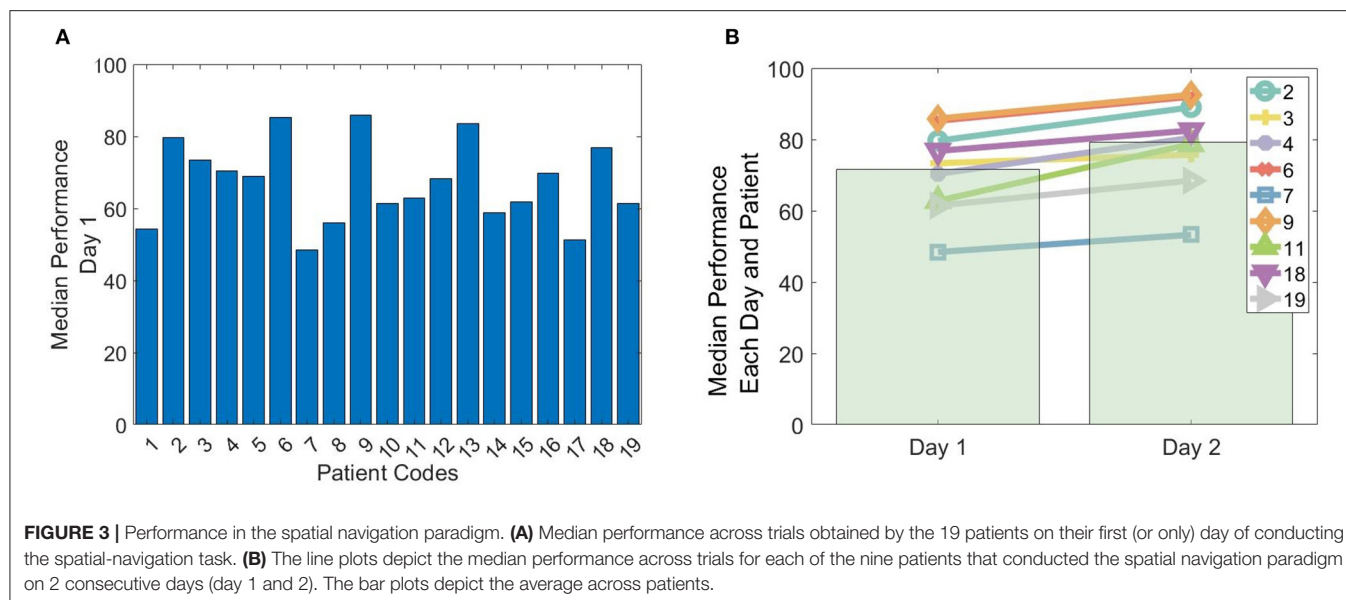 A
100
80
60
40
20
0
Median Performance
Day 1
1 2 3 4 5 6 7 8 9 10 11 12 13 14 15 16 17 18 19
Patient Codes
B
100
80
60
40
20
0
Median Performance
Each Day and Patient
Day 1 Day 2
2
3
4
6
7
9
11
18
19
FIGURE 3 | Performance in the spatial navigation paradigm. (A) Median performance across trials obtained by the 19 patients on their first (or only) day of conducting
the spatial-navigation task. (B) The line plots depict the median performance across trials for each of the nine patients that conducted the spatial navigation paradigm
on 2 consecutive days (day 1 and 2). The bar plots depict the average across patients.